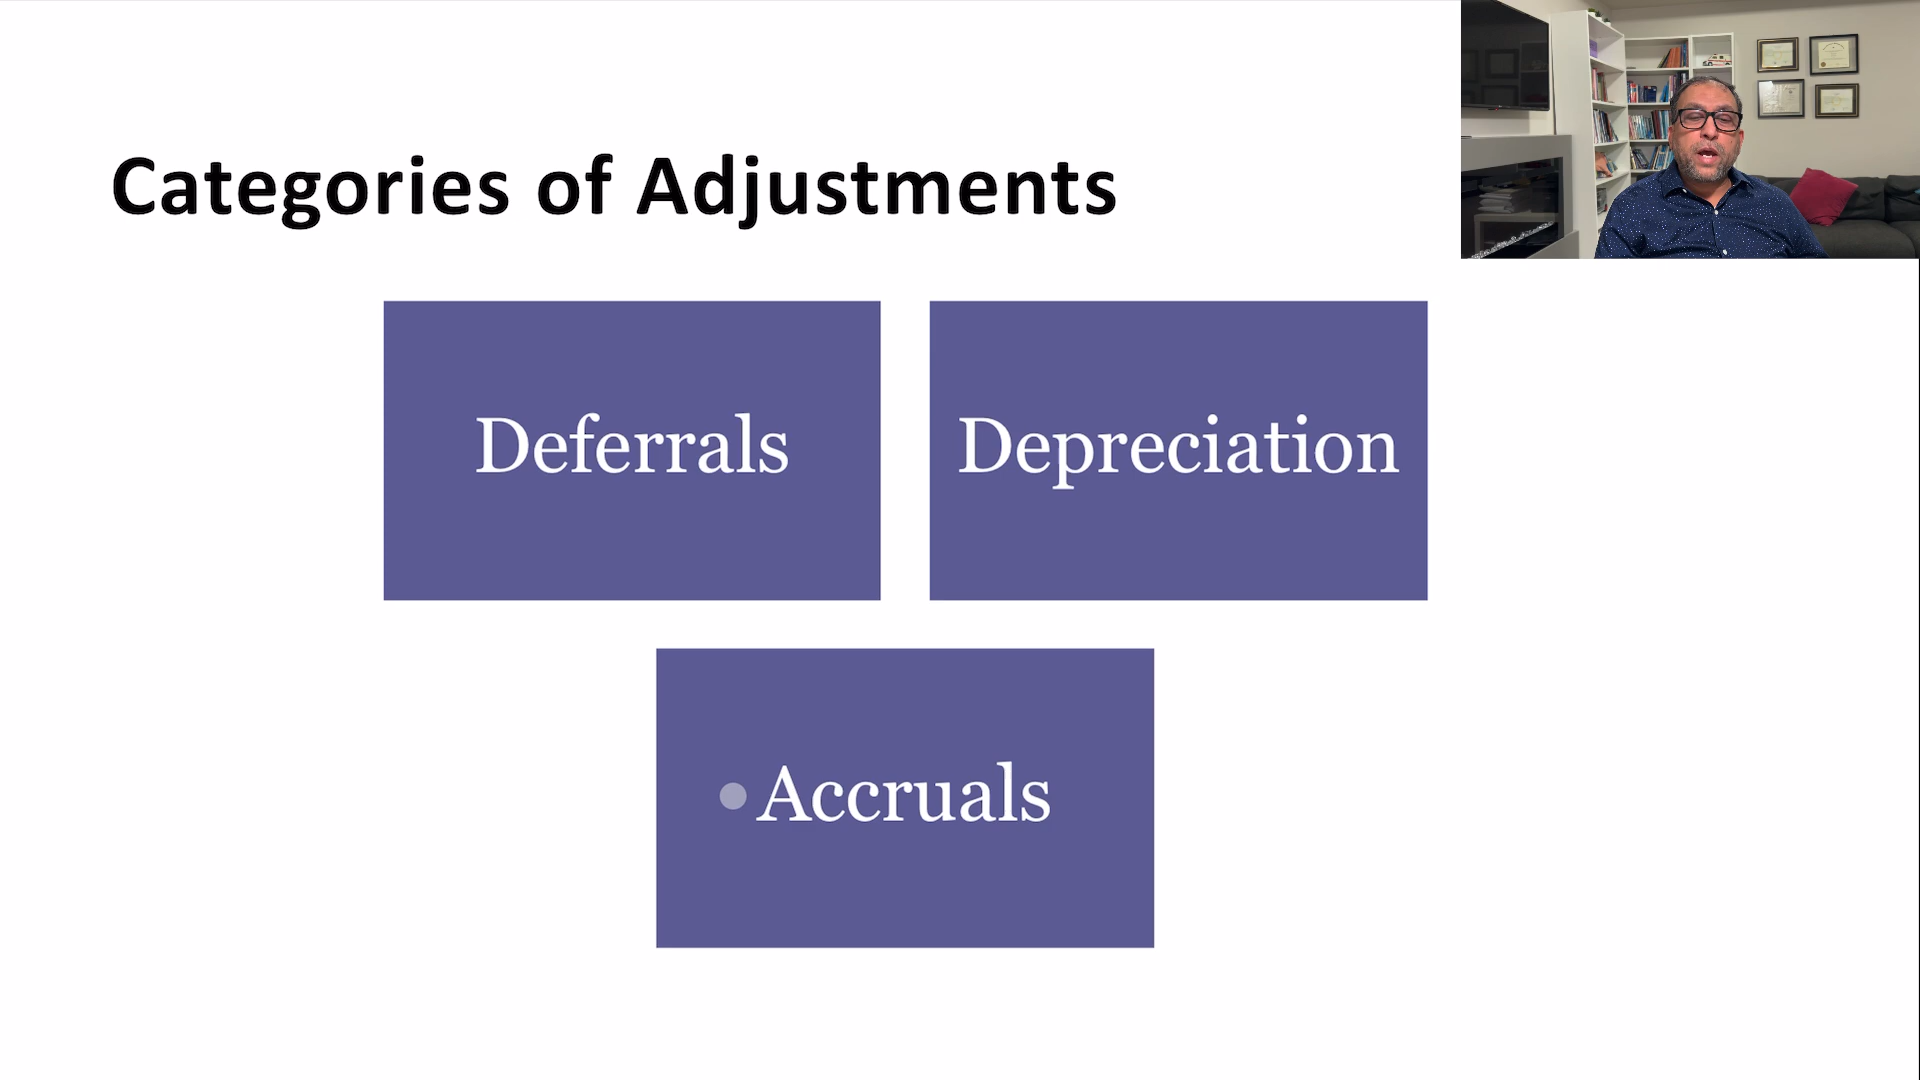 Categories of Adjustments
Deferrals
Depreciation
• Accruals